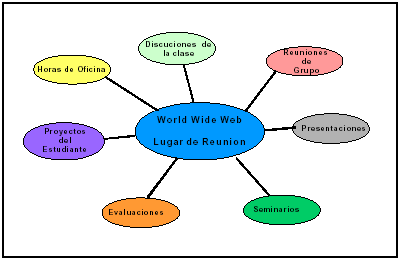 Discuciones de
la clase
Reuniones
de
Grupo
Horas de Oficina
World Wide Web
Lugar de Reunion
Presentaciones
Proyectos
del
Estudiante
Evaluaciones
Seminarios